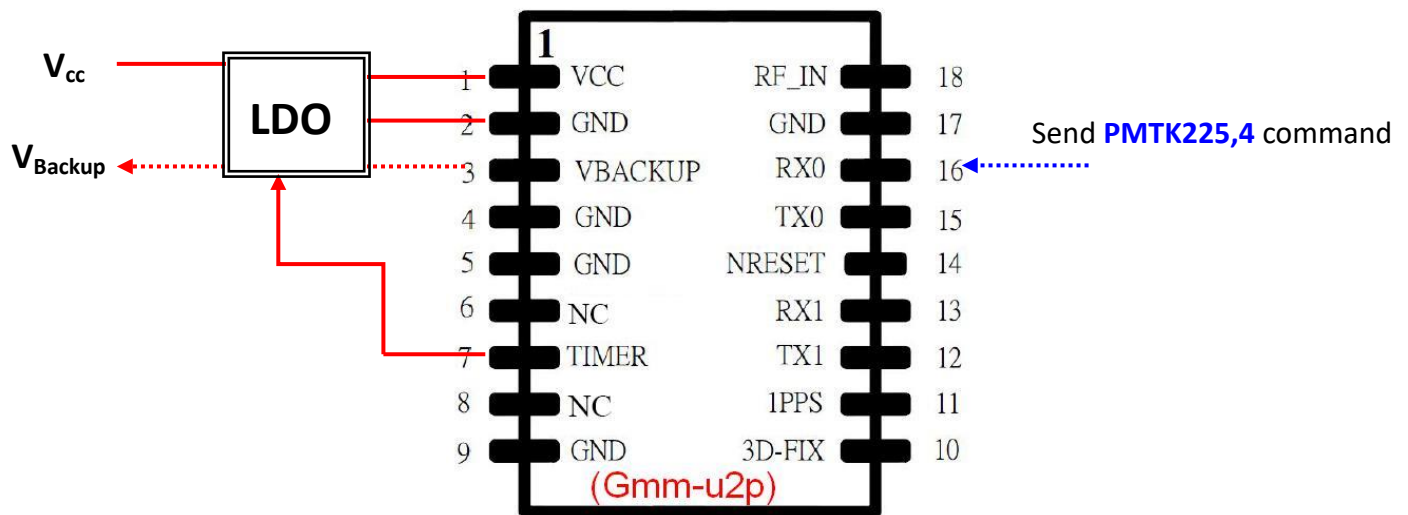 Vcc
LDO
VBackup
1
1 VCC RF_IN 18
2 GND GND 17
3 VBACKUP RX0 16
Send PMTK225,4 command
4 GND TX0 15
5 GND NRESET 14
6 NC RX1 13
7 TIMER TX1 12
8 NC 1PPS 11
9 GND 3D-FIX 10
(Gmm-u2p)